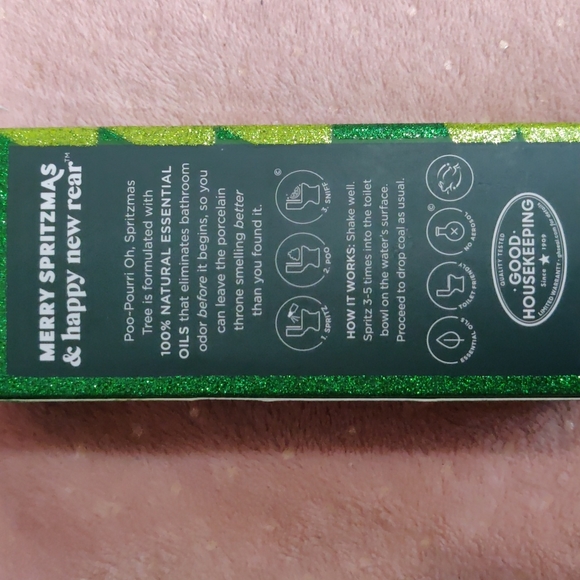 MERRY SPRITZMAS
& happy new rear™
Poo-Pourri Oh, Spritzmas
Tree is formulated with
100% NATURAL ESSENTIAL
OILS that eliminates bathroom
odor before it begins, so you
can leave the porcelain
throne smelling better
than you found it.
©
1. SPRITZ
2. POO
3. SNIFF
HOW IT WORKS: Shake well.
Spritz 3-5 times into the toilet
bowl on the water's surface.
Proceed to drop coal as usual.
©
ESSENTIAL OILS
NO AEROSOL
QUALITY TESTED
GOOD
HOUSEKEEPING
Since ★ 1909
LIMITED WARRANTY